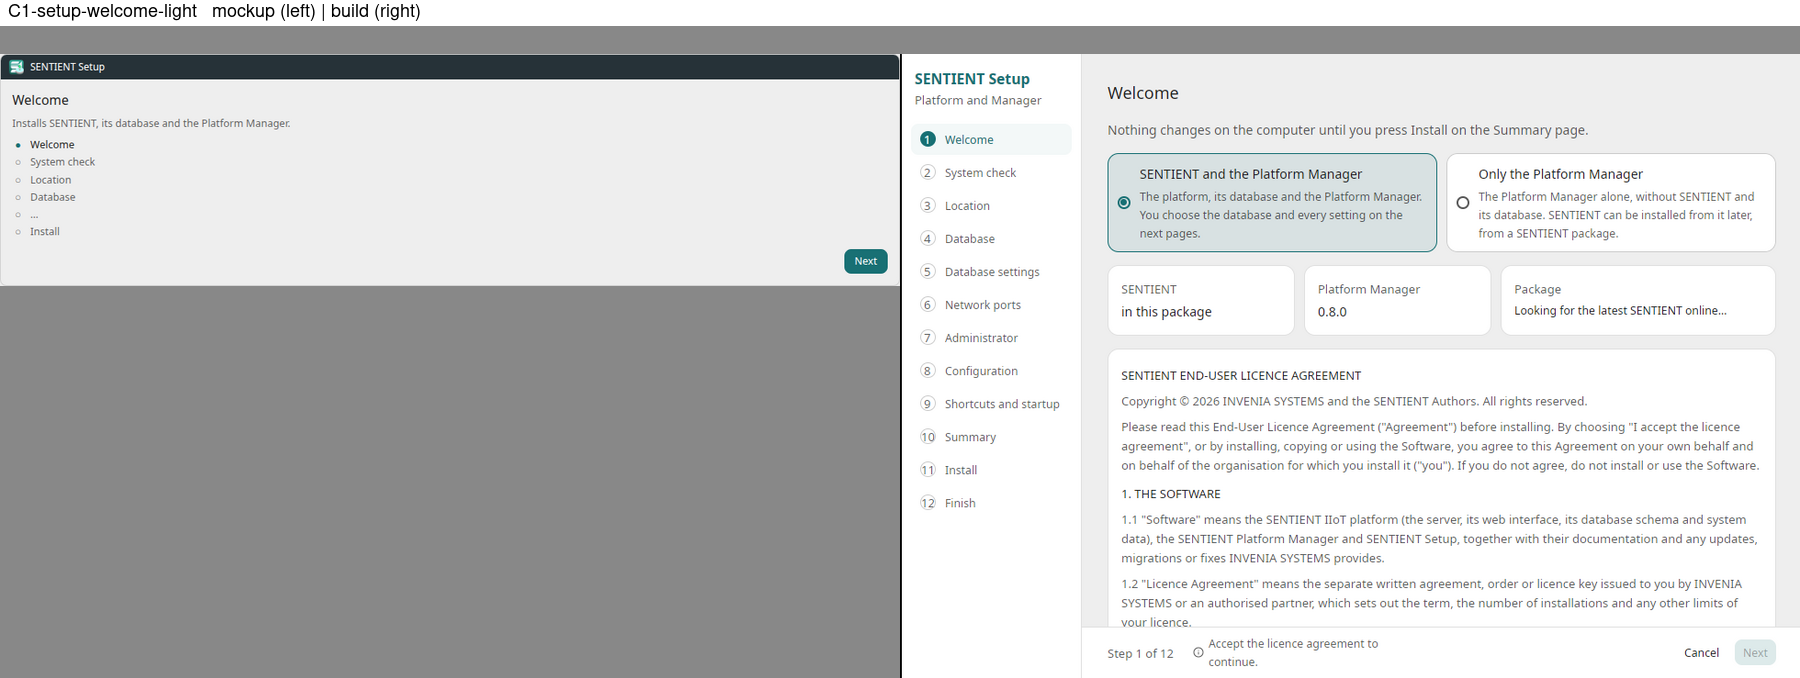 C1-setup-welcome-light mockup (left) | build (right)
SENTIENT Setup
Welcome
Installs SENTIENT, its database and the Platform Manager.
Welcome
System check
Location
Database
...
Install
Next
SENTIENT Setup
Platform and Manager
1 Welcome
2 System check
3 Location
4 Database
5 Database settings
6 Network ports
7 Administrator
8 Configuration
9 Shortcuts and startup
10 Summary
11 Install
12 Finish
Welcome
Nothing changes on the computer until you press Install on the Summary page.
SENTIENT and the Platform Manager
The platform, its database and the Platform Manager.
You choose the database and every setting on the
next pages.
Only the Platform Manager
The Platform Manager alone, without SENTIENT and
its database. SENTIENT can be installed from it later,
from a SENTIENT package.
SENTIENT
in this package
Platform Manager
0.8.0
Package
Looking for the latest SENTIENT online...
SENTIENT END-USER LICENCE AGREEMENT
Copyright © 2026 INVENIA SYSTEMS and the SENTIENT Authors. All rights reserved.
Please read this End-User Licence Agreement ("Agreement") before installing. By choosing "I accept the licence
agreement", or by installing, copying or using the Software, you agree to this Agreement on your own behalf and
on behalf of the organisation for which you install it ("you"). If you do not agree, do not install or use the Software.
1. THE SOFTWARE
1.1 "Software" means the SENTIENT IIoT platform (the server, its web interface, its database schema and system
data), the SENTIENT Platform Manager and SENTIENT Setup, together with their documentation and any updates,
migrations or fixes INVENIA SYSTEMS provides.
1.2 "Licence Agreement" means the separate written agreement, order or licence key issued to you by INVENIA
SYSTEMS or an authorised partner, which sets out the term, the number of installations and any other limits of
your licence.
Step 1 of 12
Accept the licence agreement to
continue.
Cancel
Next